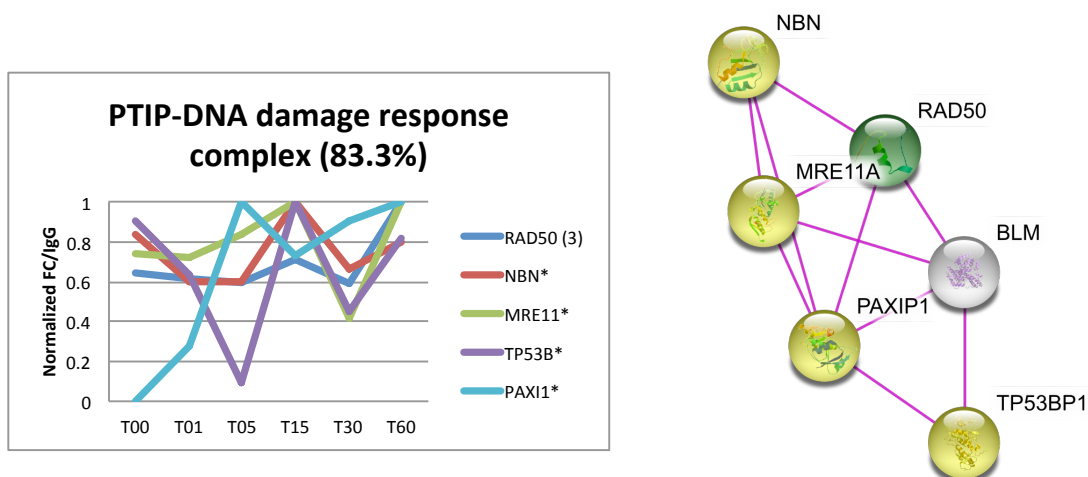 PTIP-DNA damage response
complex (83.3%)
Normalized FC/IgG
1
0.8
0.6
0.4
0.2
0
T00 T01 T05 T15 T30 T60
RAD50 (3)
NBN*
MRE11*
TP53B*
PAXI1*
NBN
RAD50
MRE11A
BLM
PAXIP1
TP53BP1